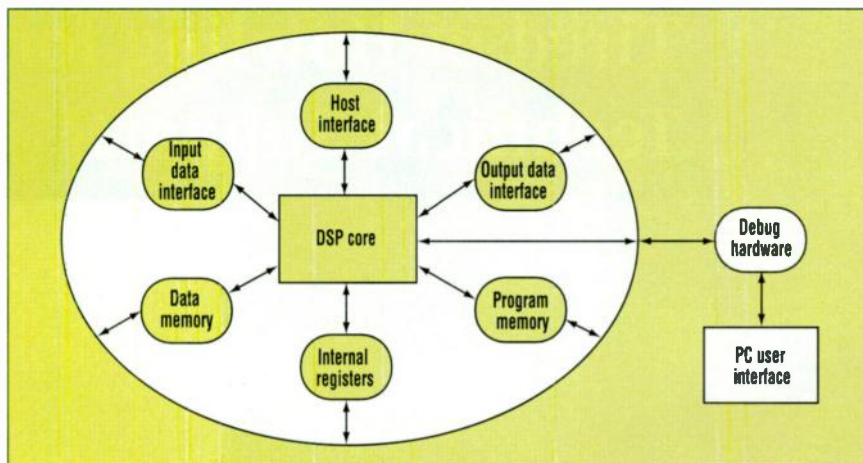 Host
interface
Input
data
interface
Output data
interface
DSP core
Debug
hardware
Data
memory
Program
memory
Internal
registers
PC user
interface